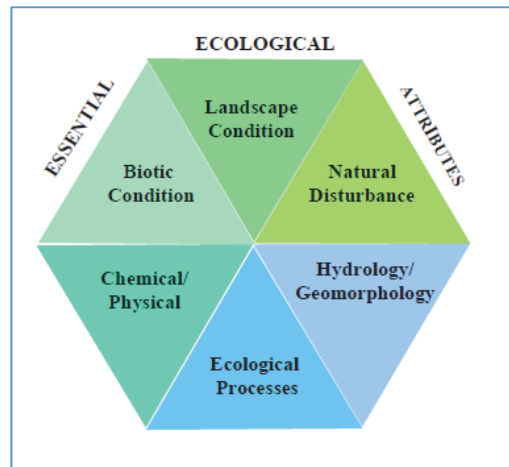 ESSENTIAL
ECOLOGICAL
ATTRIBUTES
Landscape
Condition
Biotic
Condition
Natural
Disturbance
Chemical/
Physical
Hydrology/
Geomorphology
Ecological
Processes